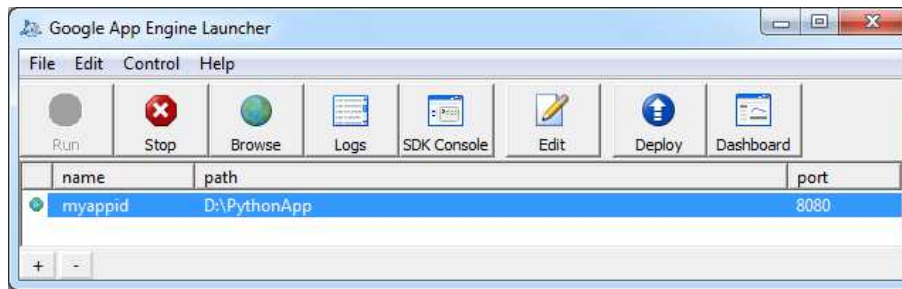 Google App Engine Launcher
File Edit Control Help
Run Stop Browse Logs SDK Console Edit Deploy Dashboard
name path port
myappid D:\PythonApp 8080
+ -